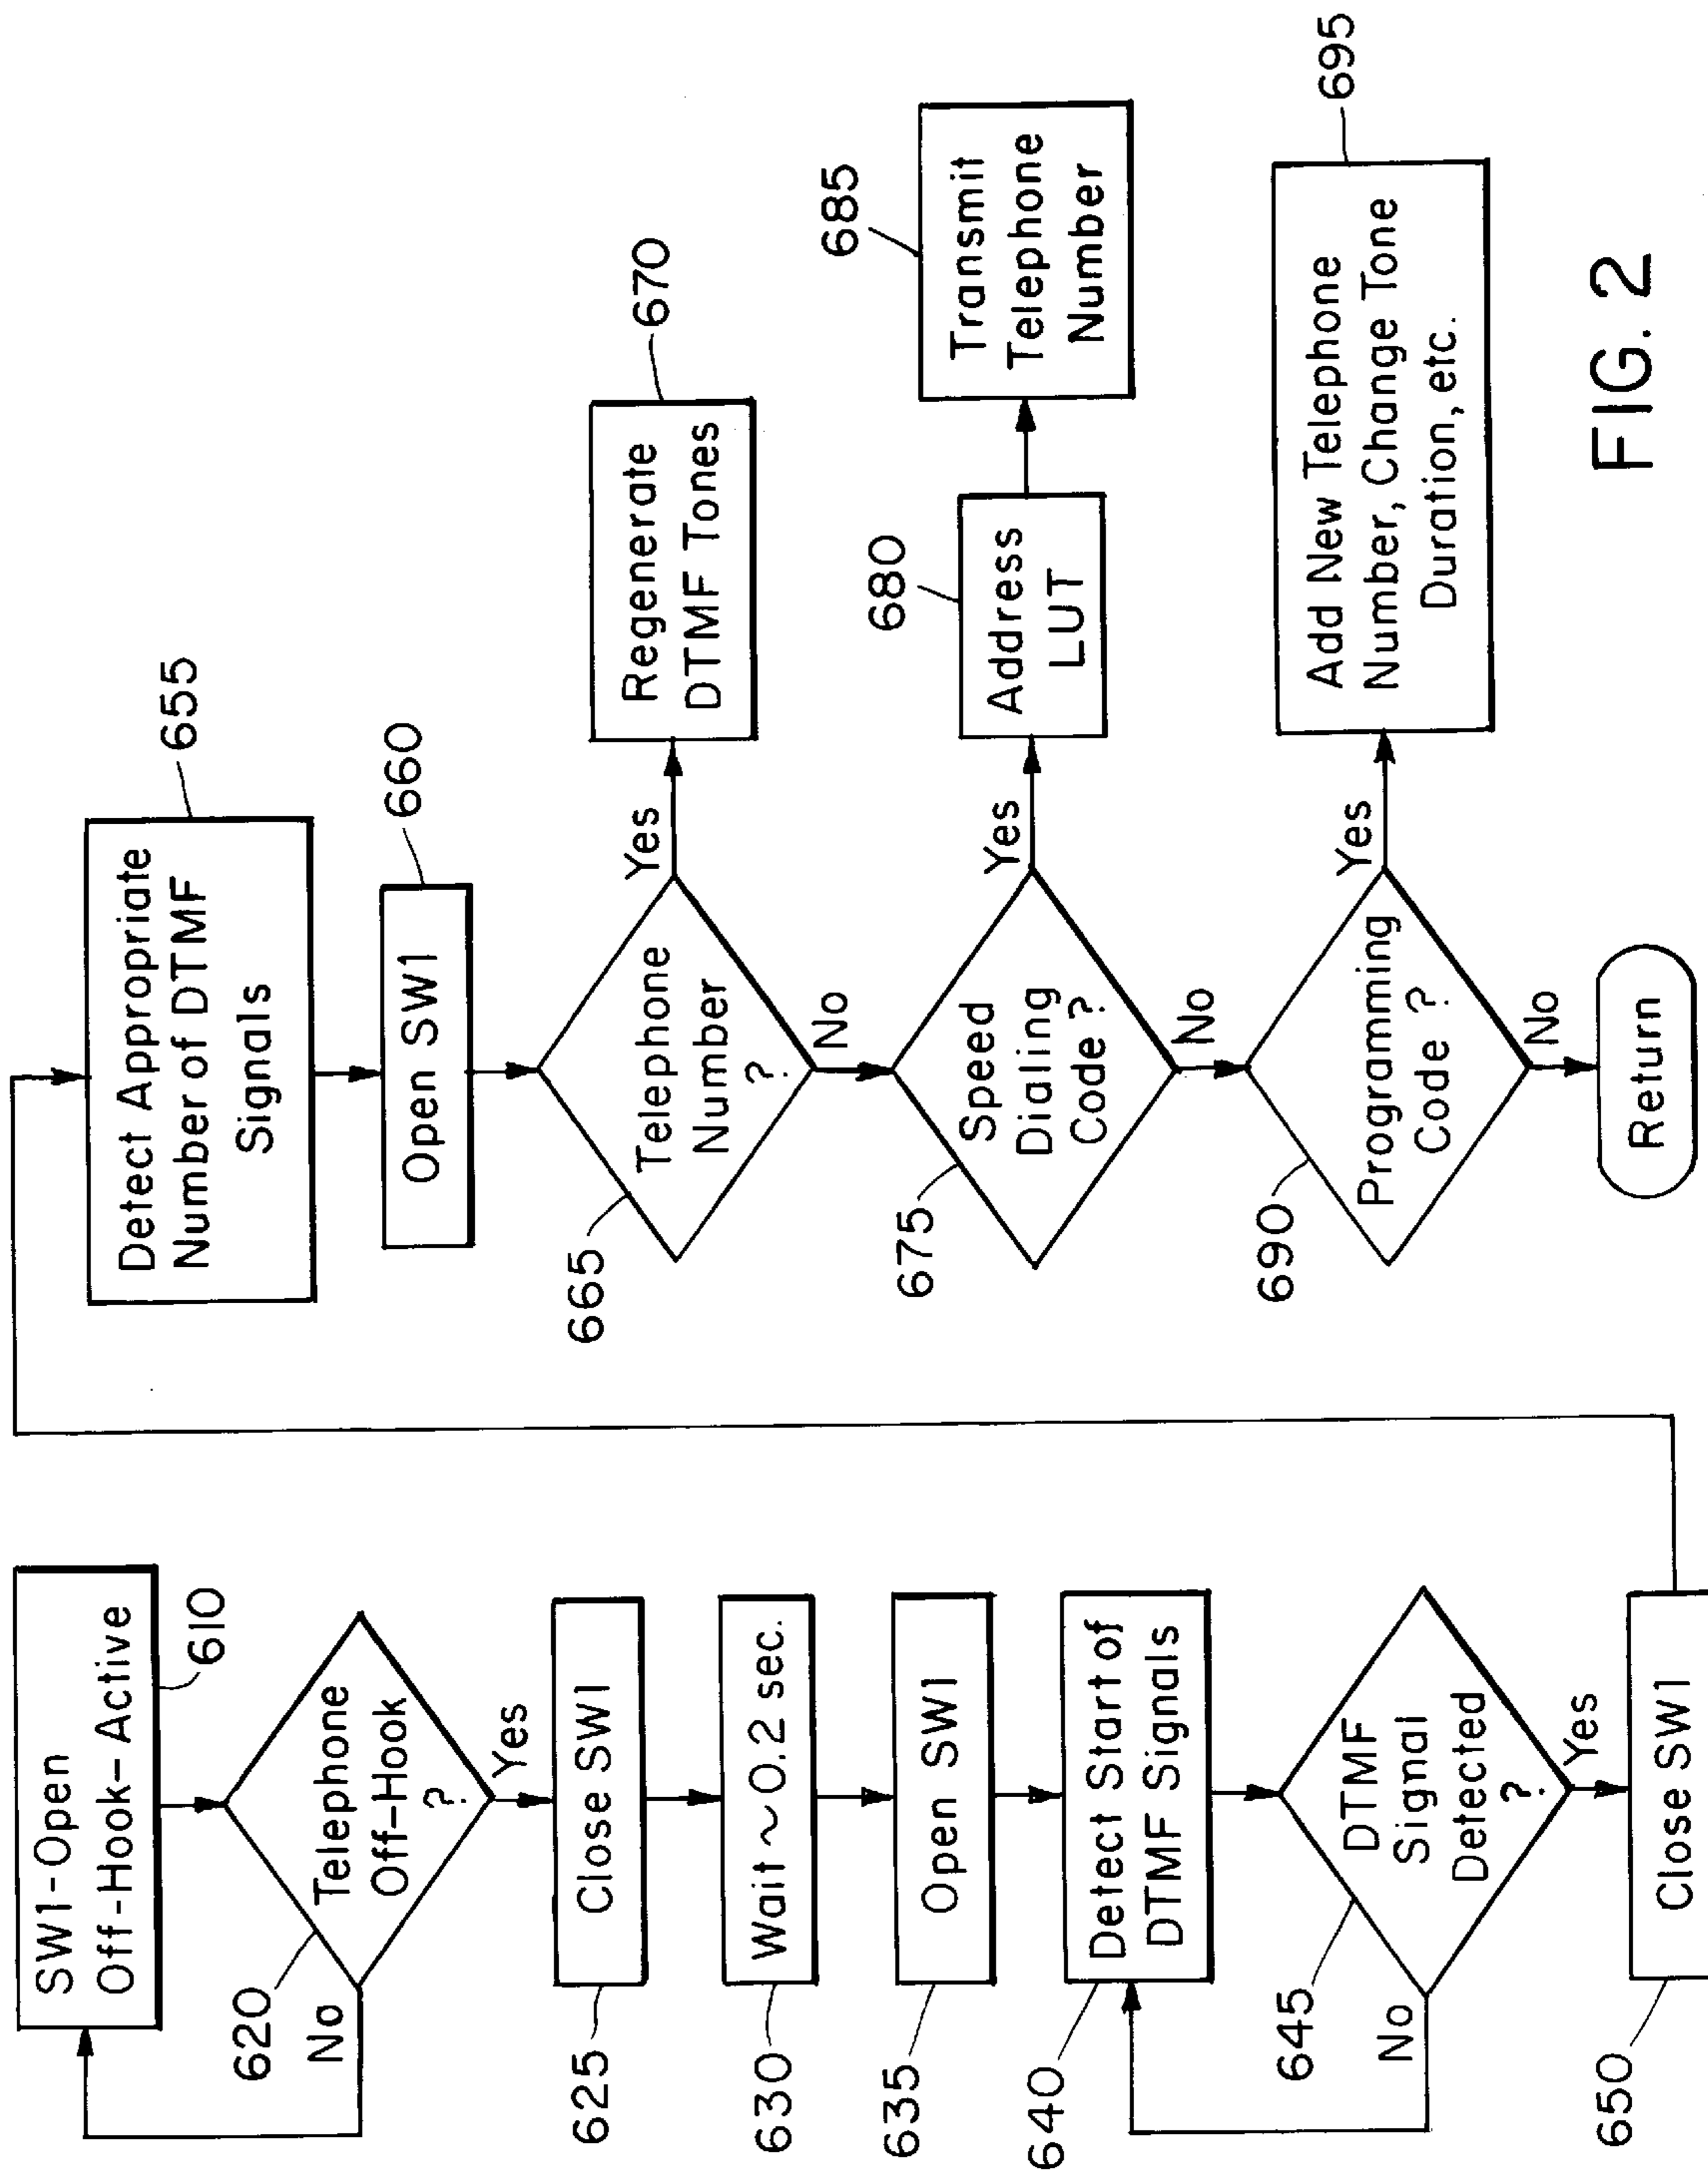 SW1-Open
Off-Hook-Active
610
Telephone
Off-Hook
?
620
No
Yes
Close SW1
625
Wait ~0.2 sec.
630
Open SW1
635
Detect Start of
DTMF Signals
640
DTMF
Signal
Detected
?
645
No
Yes
Close SW1
650
Detect Appropriate
Number of DTMF
Signals
655
Open SW1
660
Telephone
Number
?
665
Yes
No
Regenerate
DTMF Tones
670
Speed
Dialing
Code ?
675
Yes
No
Address
LUT
680
Transmit
Telephone
Number
685
Programming
Code ?
690
Yes
No
Add New Telephone
Number, Change Tone
Duration, etc.
695
Return
FIG. 2